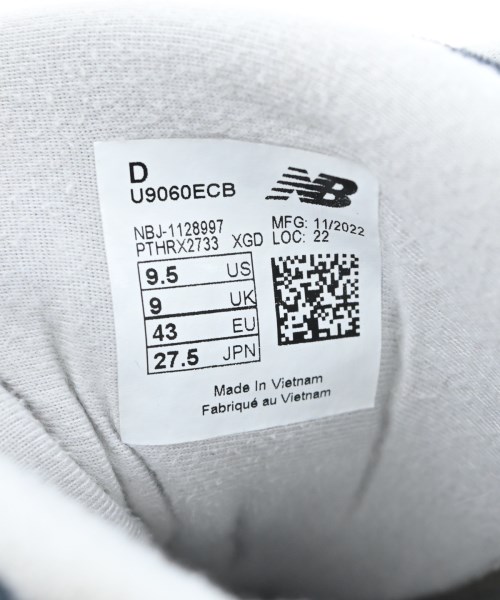 D
U9060ECB
NB
NBJ-1128997
PTHRX2733 XGD
MFG: 11/2022
LOC: 22
9.5 US
9 UK
43 EU
27.5 JPN
Made In Vietnam
Fabriqué au Vietnam